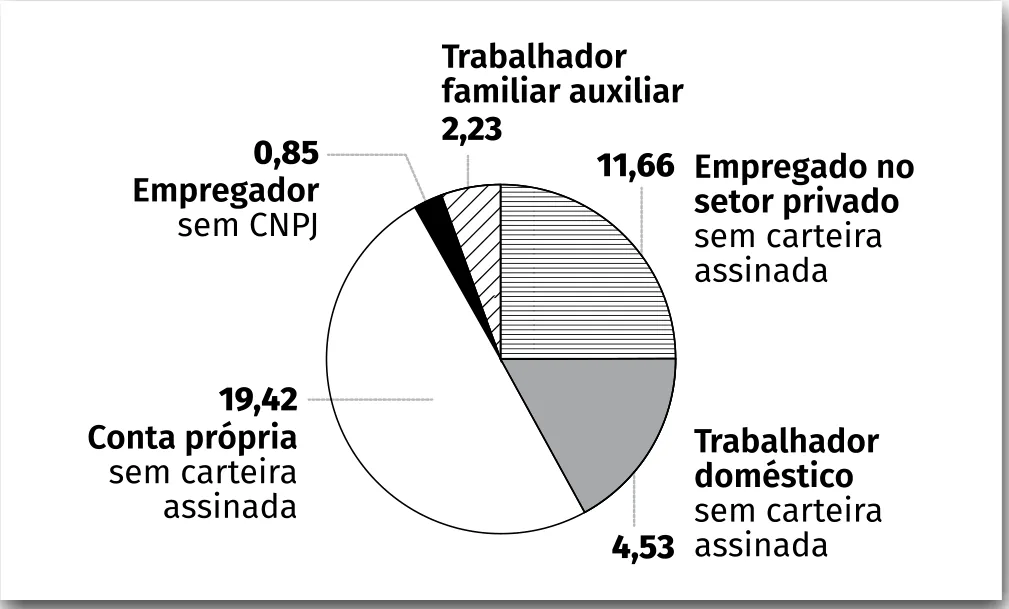 Trabalhador
familiar auxiliar
2,23
0,85
Empregador
sem CNPJ
11,66
Empregado no
setor privado
sem carteira
assinada
19,42
Conta própria
sem carteira
assinada
Trabalhador
doméstico
sem carteira
assinada
4,53